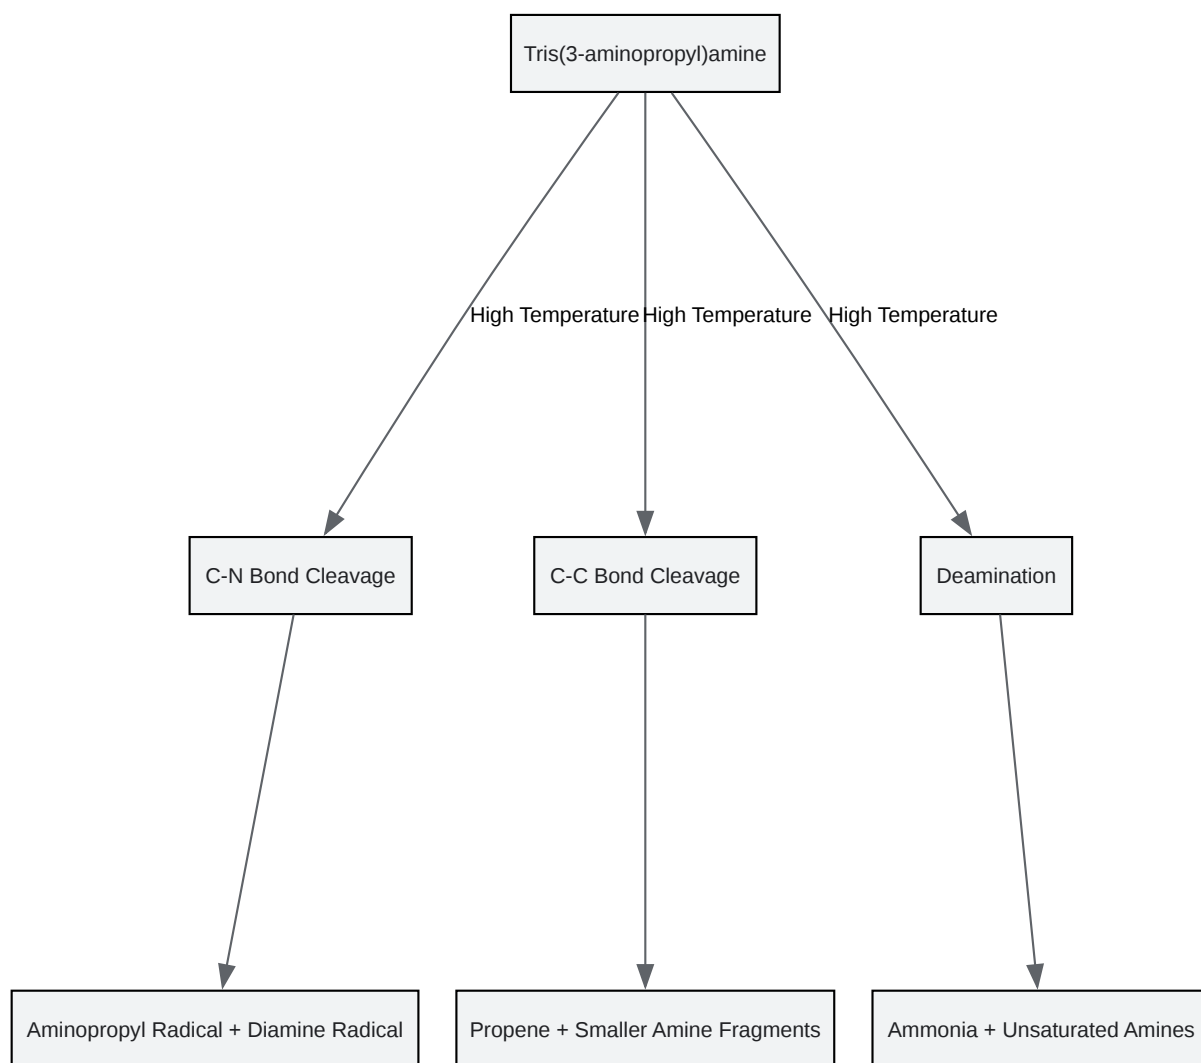 Tris(3-aminopropyl)amine
High Temperature
High Temperature
High Temperature
C-N Bond Cleavage
C-C Bond Cleavage
Deamination
Aminopropyl Radical + Diamine Radical
Propene + Smaller Amine Fragments
Ammonia + Unsaturated Amines